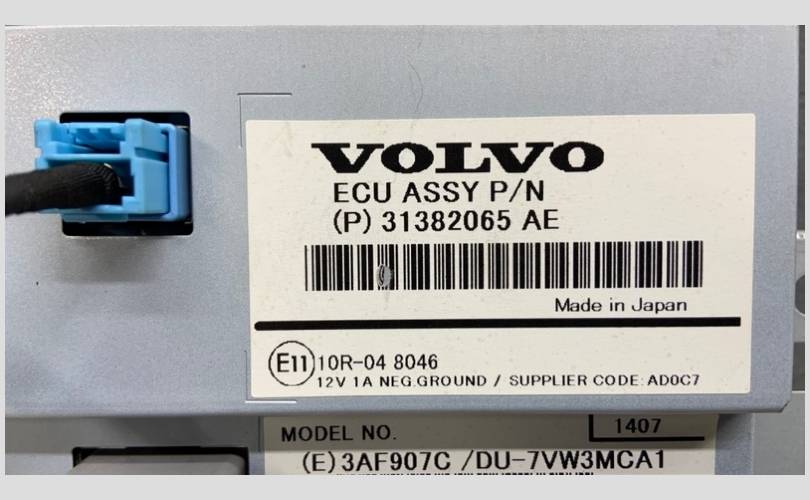 VOLVO
ECU ASSY P/N
(P) 31382065 AE
Made in Japan
E11 10R-04 8046
12V 1A NEG.GROUND / SUPPLIER CODE:AD0C7
MODEL NO.
1407
(E)3AF907C /DU-7VW3MCA1